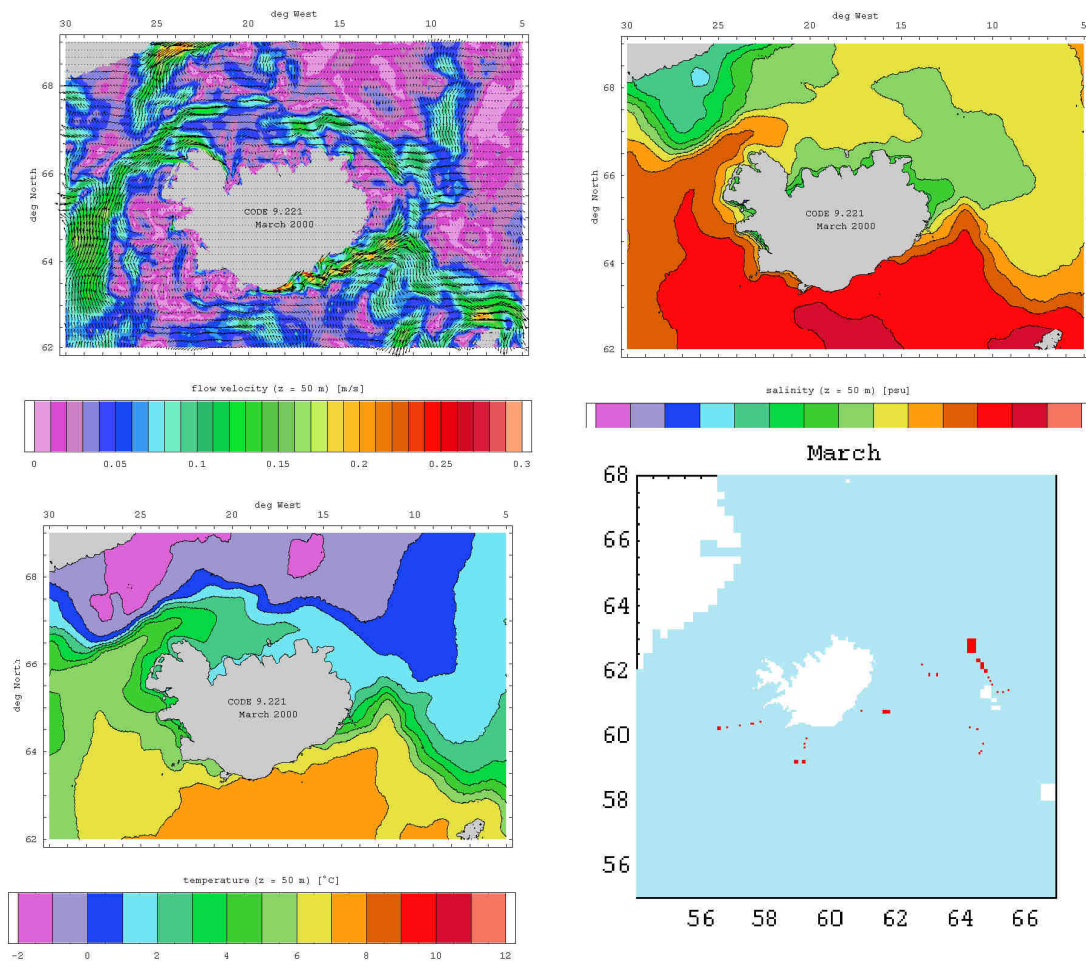 deg West
30 25 20 15 10 5
deg North
68
66
64
62
CODE 9.221
March 2000
flow velocity (z = 50 m) [m/s]
0 0.05 0.1 0.15 0.2 0.25 0.3
deg West
30 25 20 15 10 5
deg North
68
66
64
62
CODE 9.221
March 2000
salinity (z = 50 m) [psu]
deg West
30 25 20 15 10 5
deg North
68
66
64
62
CODE 9.221
March 2000
temperature (z = 50 m) [°C]
-2 0 2 4 6 8 10 12
March
68
66
64
62
60
58
56
56 58 60 62 64 66